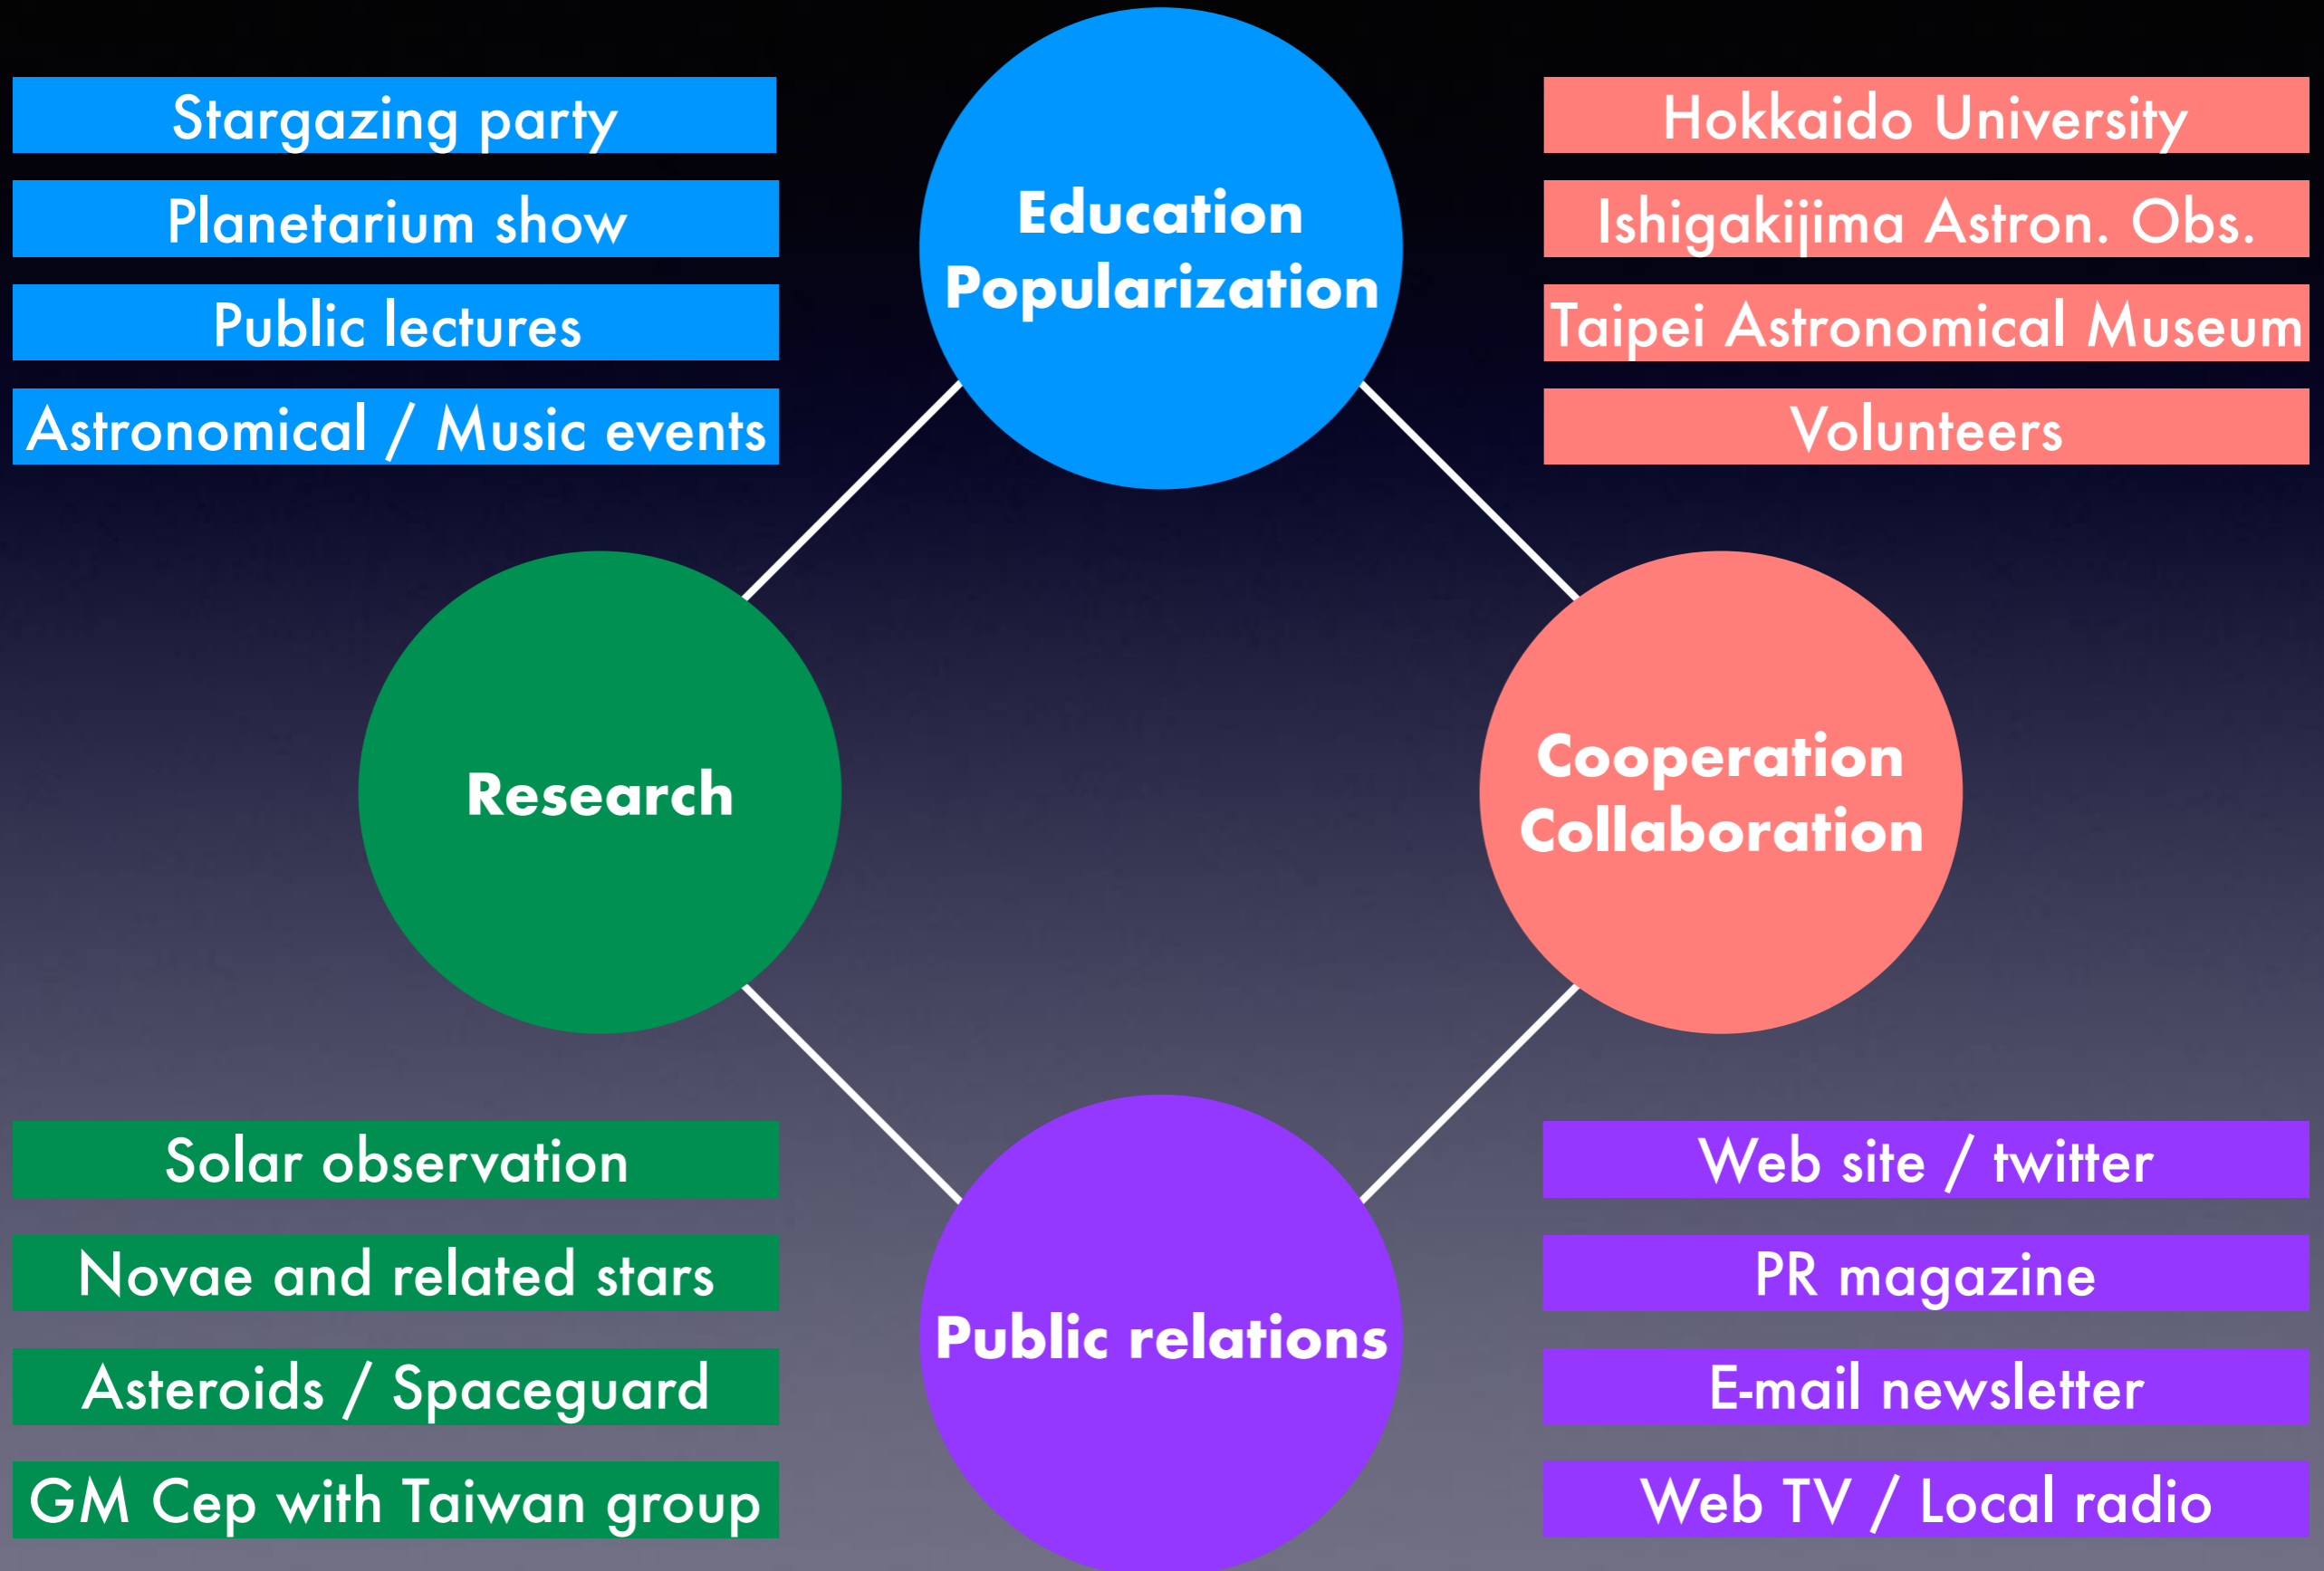 Stargazing party
Planetarium show
Public lectures
Astronomical / Music events
Education
Popularization
Hokkaido University
Ishigakijima Astron. Obs.
Taipei Astronomical Museum
Volunteers
Research
Cooperation
Collaboration
Solar observation
Novae and related stars
Asteroids / Spaceguard
GM Cep with Taiwan group
Public relations
Web site / twitter
PR magazine
E-mail newsletter
Web TV / Local radio